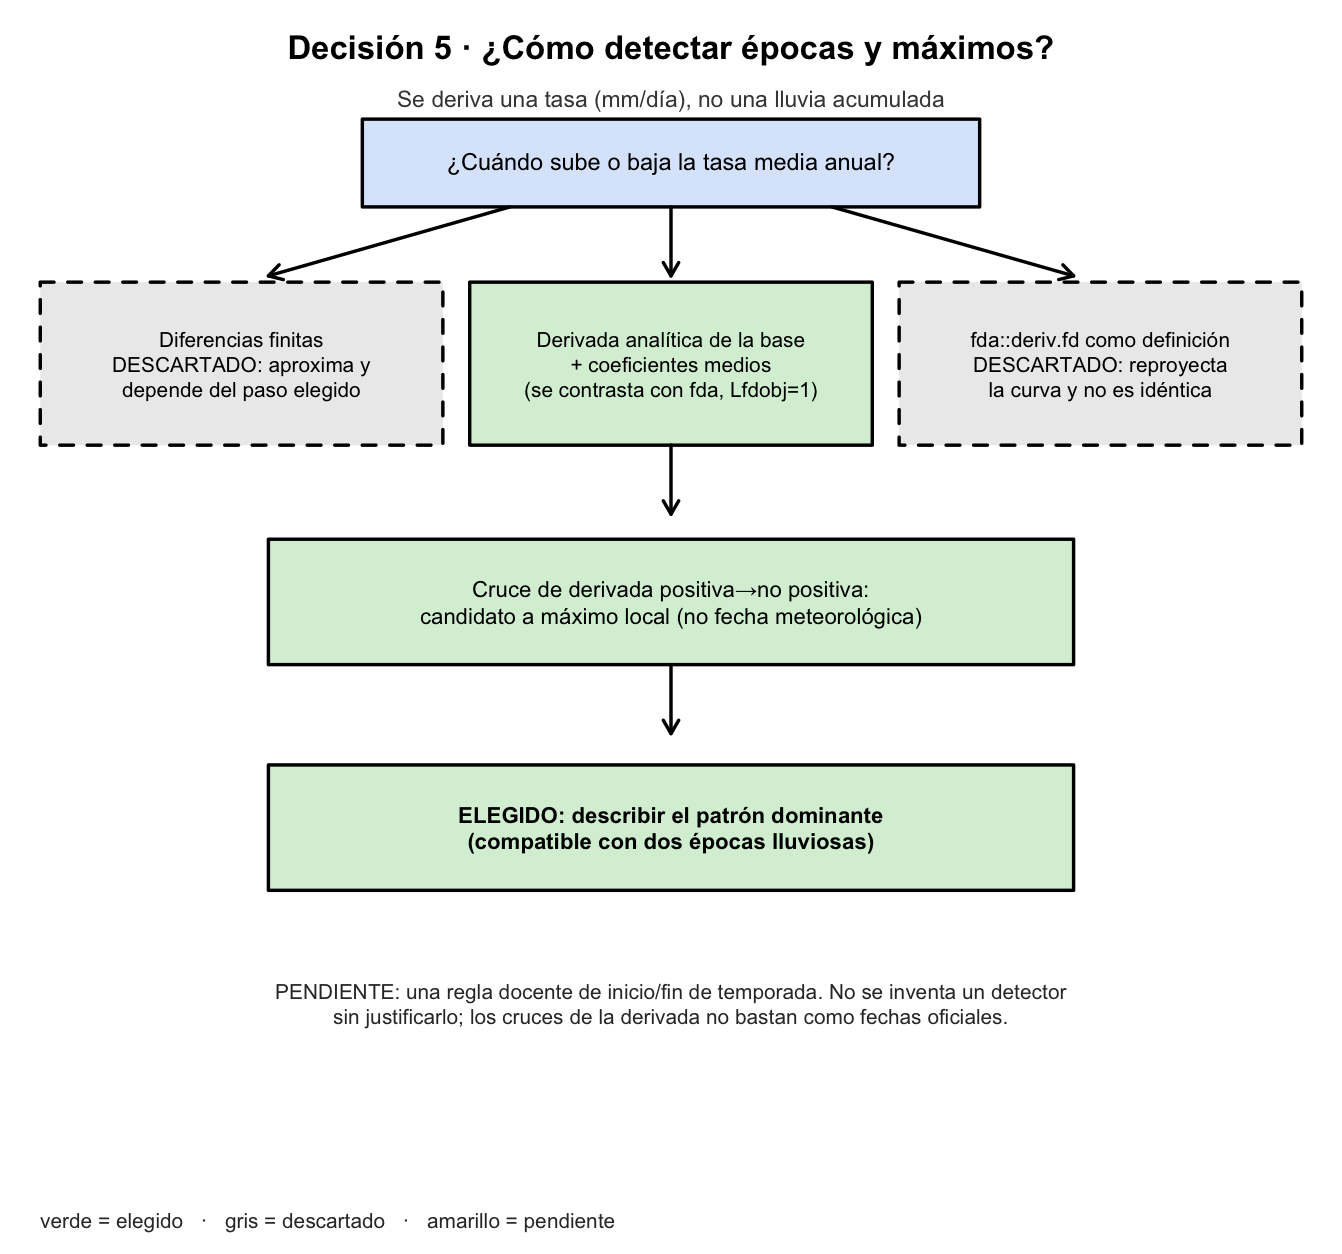 Decisión 5 · ¿Cómo detectar épocas y máximos?
Se deriva una tasa (mm/día), no una lluvia acumulada
¿Cuándo sube o baja la tasa media anual?
Diferencias finitas
DESCARTADO: aproxima y
depende del paso elegido
Derivada analítica de la base
+ coeficientes medios
(se contrasta con fda, Lfdobj=1)
fda::deriv.fd como definición
DESCARTADO: reproyecta
la curva y no es idéntica
Cruce de derivada positiva→no positiva:
candidato a máximo local (no fecha meteorológica)
ELEGIDO: describir el patrón dominante
(compatible con dos épocas lluviosas)
PENDIENTE: una regla docente de inicio/fin de temporada. No se inventa un detector
sin justificarlo; los cruces de la derivada no bastan como fechas oficiales.
verde = elegido · gris = descartado · amarillo = pendiente